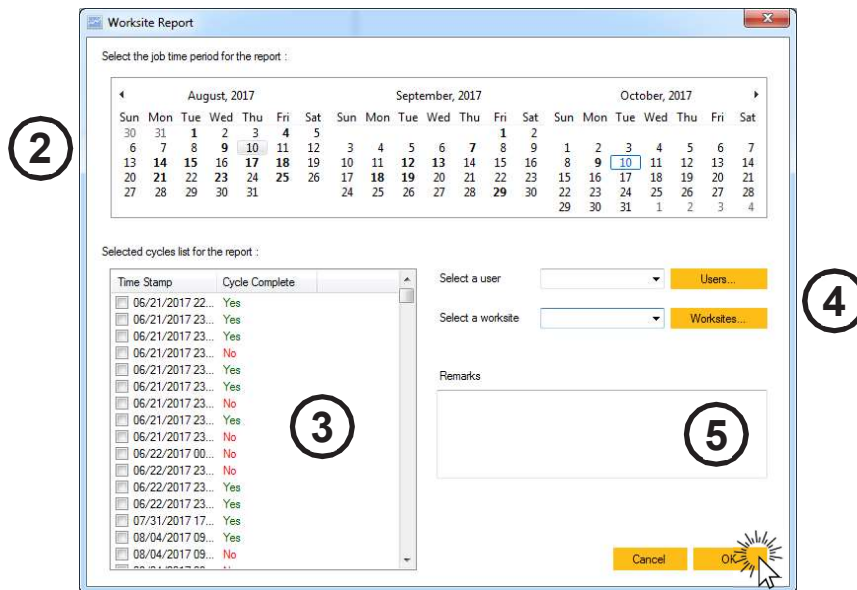 Worksite Report
Select the job time period for the report :
August, 2017 September, 2017 October, 2017
Sun Mon Tue Wed Thu Fri Sat Sun Mon Tue Wed Thu Fri Sat Sun Mon Tue Wed Thu Fri Sat
30 31 1 2 3 4 5 1 2
6 7 8 9 10 11 12 3 4 5 6 7 8 9 1 2 3 4 5 6 7
13 14 15 16 17 18 19 10 11 12 13 14 15 16 8 9 10 11 12 13 14
20 21 22 23 24 25 26 17 18 19 20 21 22 23 15 16 17 18 19 20 21
27 28 29 30 31 24 25 26 27 28 29 30 22 23 24 25 26 27 28
29 30 31 1 2 3 4
2
Selected cycles list for the report :
Time Stamp Cycle Complete
06/21/2017 22... Yes
06/21/2017 23... Yes
06/21/2017 23... Yes
06/21/2017 23... No
06/21/2017 23... Yes
06/21/2017 23... Yes
06/21/2017 23... No
06/21/2017 23... Yes
06/21/2017 23... No
06/22/2017 00... No
06/22/2017 23... No
06/22/2017 23... Yes
06/22/2017 23... Yes
07/31/2017 17... Yes
08/04/2017 09... Yes
08/04/2017 09... No
3
Select a user Users...
Select a worksite Worksites...
4
Remarks
5
Cancel OK